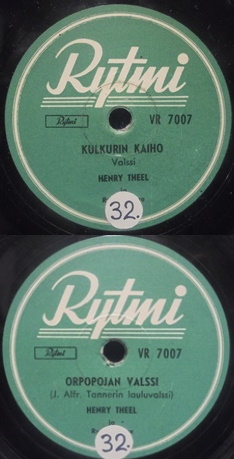 Rytmi
Rytmi VR 7007
KULKURIN KAIHO
Valssi
HENRY THEEL
32.
Rytmi
Rytmi VR 7007
ORPOPOJAN VALSSI
(J. Alfr. Tannerin lauluvalssi)
HENRY THEEL
32.